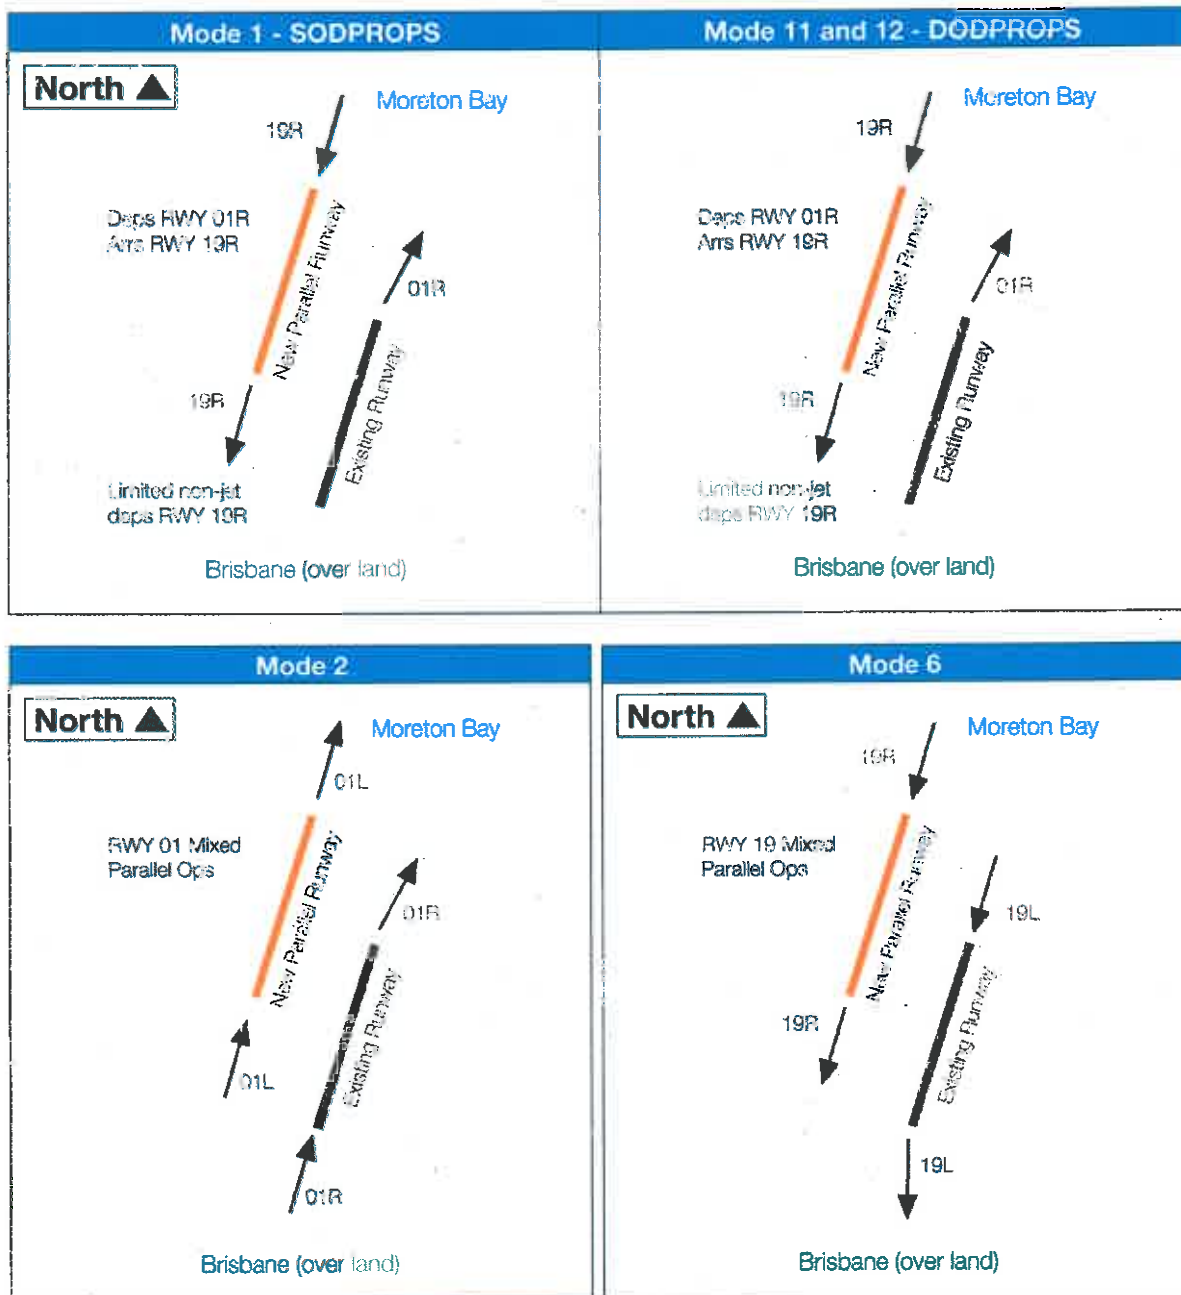 Mode 1 - SODPROPS
North
Moreton Bay
19R
Deps RWY 01R
Arrs RWY 19R
New Parallel Runway
01R
19R
Existing Runway
Limited non-jet
deps RWY 19R
Brisbane (over land)
Mode 11 and 12 - DODPROPS
Moreton Bay
19R
Deps RWY 01R
Arrs RWY 19R
New Parallel Runway
01R
19R
Existing Runway
Limited non-jet
deps RWY 19R
Brisbane (over land)
Mode 2
North
Moreton Bay
01L
RWY 01 Mixed
Parallel Ops
New Parallel Runway
01R
01L
Existing Runway
01R
Brisbane (over land)
Mode 6
North
Moreton Bay
19R
RWY 19 Mixed
Parallel Ops
New Parallel Runway
19L
19R
Existing Runway
19L
Brisbane (over land)